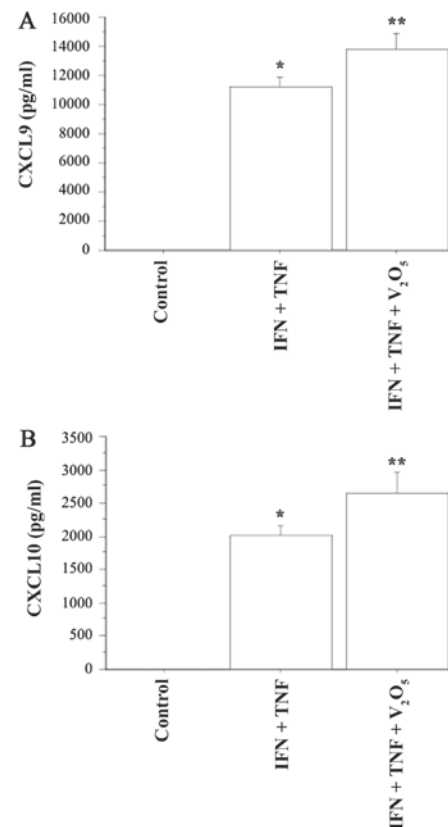 A
CXCL9 (pg/ml)
16000
14000
12000
10000
8000
6000
4000
2000
0
*
**
Control
IFN + TNF
IFN + TNF + V₂O₅
B
CXCL10 (pg/ml)
3500
3000
2500
2000
1500
1000
500
0
*
**
Control
IFN + TNF
IFN + TNF + V₂O₅